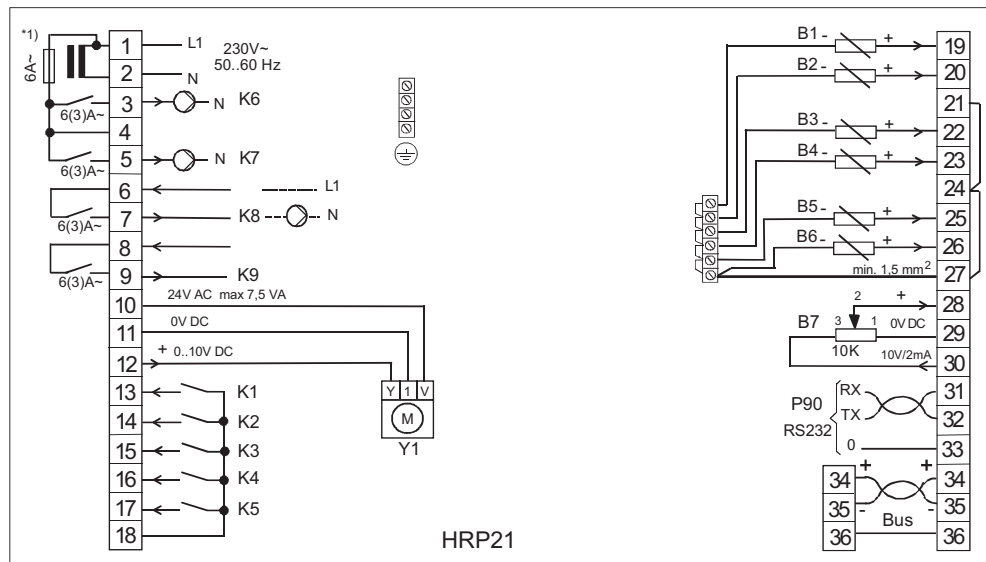 *1)
6A~
1
L1
230V~
50..60 Hz
2
N
3
N
K6
6(3)A~
4
5
N
K7
6(3)A~
6
L1
7
K8
N
6(3)A~
8
9
K9
6(3)A~
10
24V AC max 7,5 VA
11
0V DC
12
+ 0..10V DC
Y 1 V
M
Y1
13
K1
14
K2
15
K3
16
K4
17
K5
18
HRP21
B1 - + 19
B2 - + 20
21
B3 - + 22
B4 - + 23
24
B5 - + 25
B6 - + 26
min. 1,5 mm² 27
2 + 28
B7 3 1 0V DC 29
10K
10V/2mA 30
RX 31
P90
TX 32
RS232
0 33
34 + + 34
35 - - 35
Bus
36 36